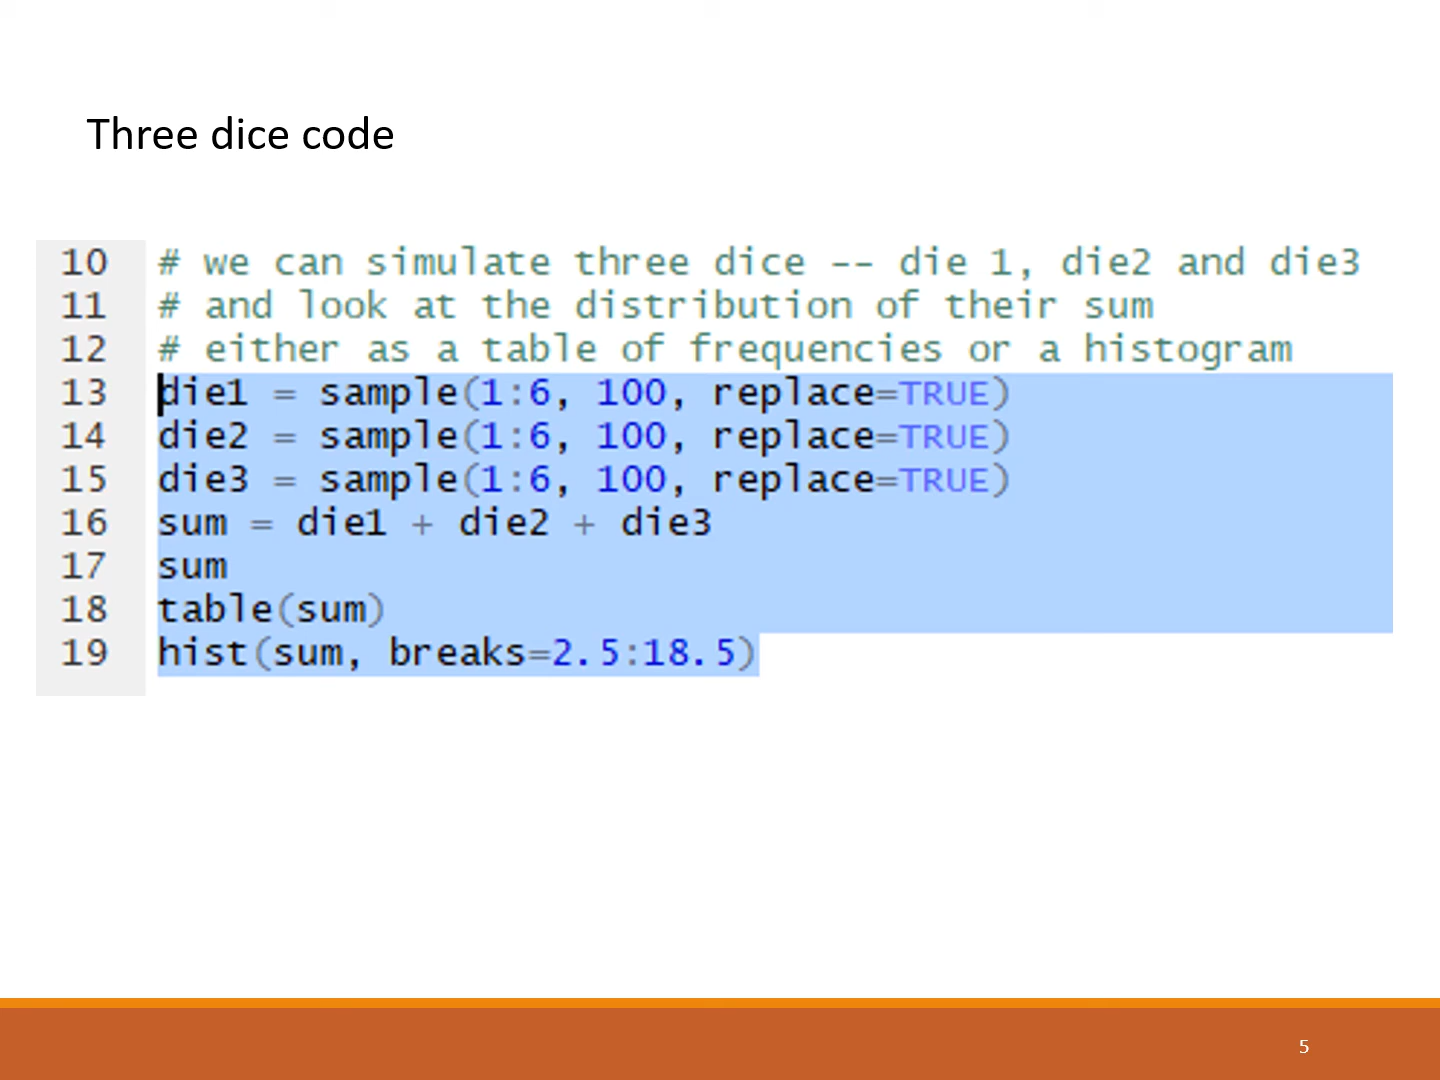 Three dice code
10 # we can simulate three dice -- die 1, die2 and die3
11 # and look at the distribution of their sum
12 # either as a table of frequencies or a histogram
13 die1 = sample(1:6, 100, replace=TRUE)
14 die2 = sample(1:6, 100, replace=TRUE)
15 die3 = sample(1:6, 100, replace=TRUE)
16 sum = die1 + die2 + die3
17 sum
18 table(sum)
19 hist(sum, breaks=2.5:18.5)
5